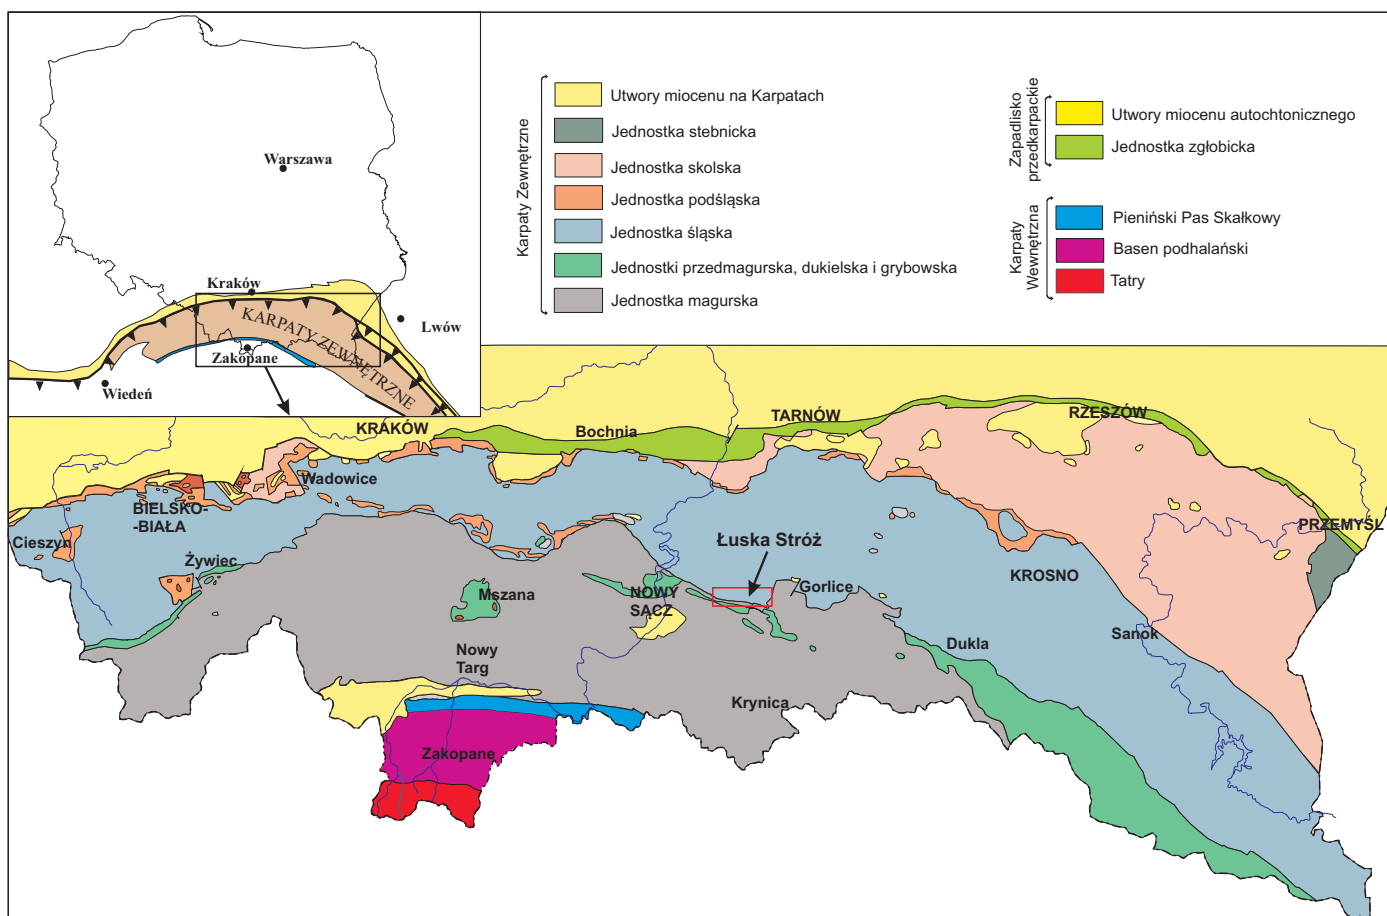 Warszawa
Kraków
Lwów
KARPATY ZEWNĘTRZNE
Zakopane
Wiedeń
Karpaty Zewnętrzne
Utwory miocenu na Karpatach
Jednostka stebnicka
Jednostka skolska
Jednostka podśląska
Jednostka śląska
Jednostki przedmagurska, dukielska i grybowska
Jednostka magurska
Zapadlisko
przedkarpackie
Utwory miocenu autochtonicznego
Jednostka zgłobicka
Karpaty
Wewnętrzna
Pieniński Pas Skałkowy
Basen podhalański
Tatry
KRAKÓW
Bochnia
TARNÓW
RZESZÓW
Wadowice
BIELSKO-
-BIAŁA
PRZEMYŚL
Cieszyn
Żywiec
Łuska Stróż
KROSNO
Mszana
NOWY
SĄCZ
Gorlice
Sanok
Dukla
Nowy
Targ
Krynica
Zakopane